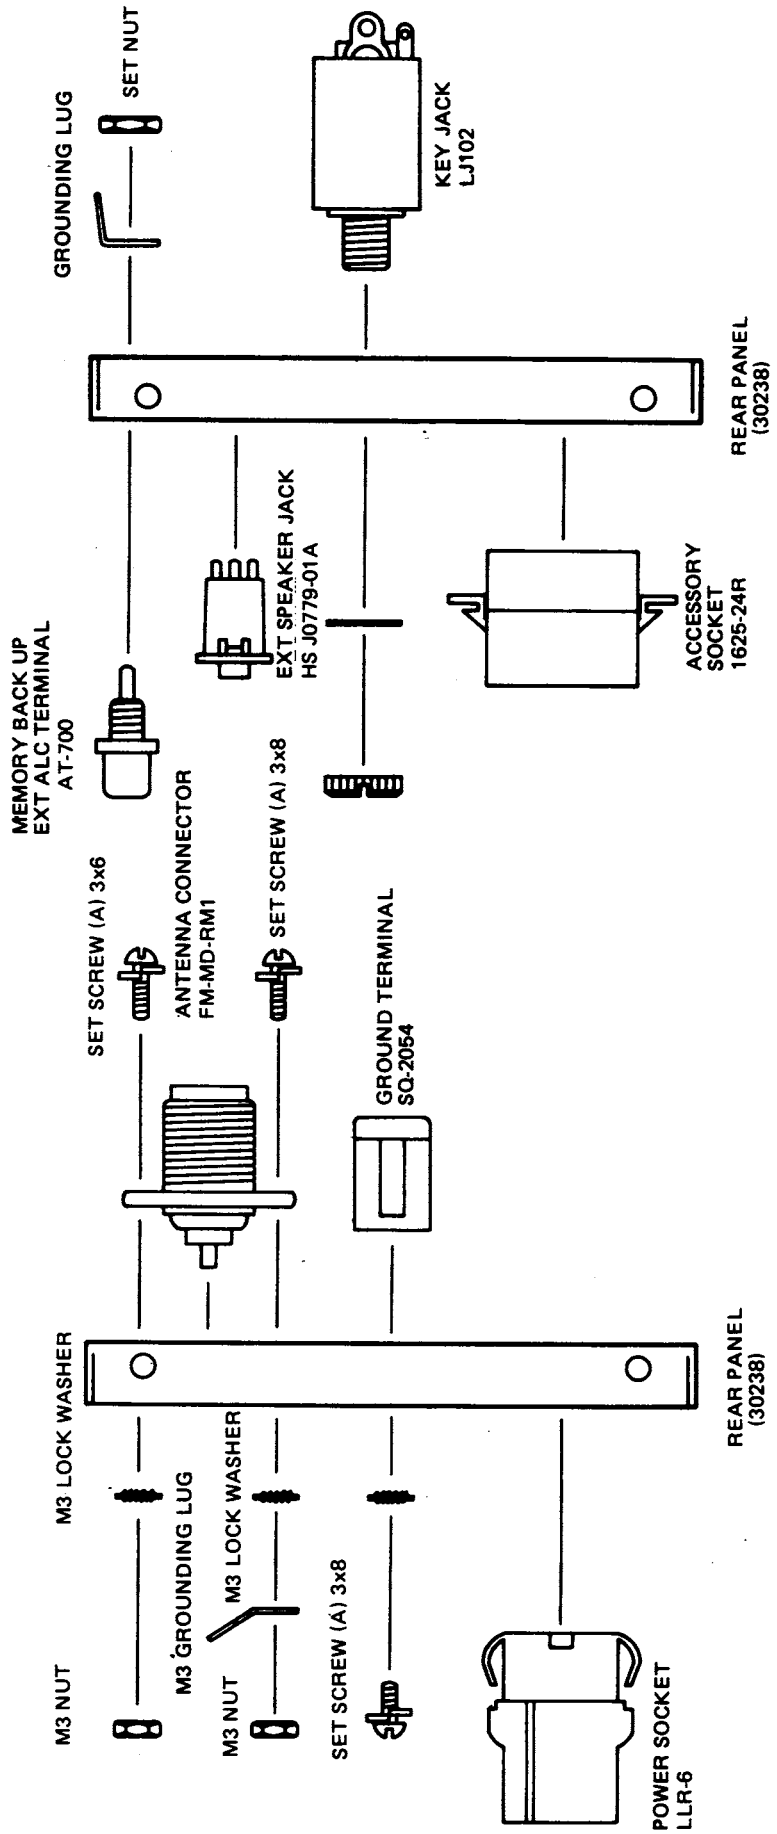 M3 NUT
M3 LOCK WASHER
SET SCREW (A) 3x6
M3 GROUNDING LUG
ANTENNA CONNECTOR
FM-MD-RM1
M3 NUT
M3 LOCK WASHER
SET SCREW (A) 3x8
SET SCREW (A) 3x8
GROUND TERMINAL
SQ-2054
POWER SOCKET
LLR-6
REAR PANEL
(30238)
MEMORY BACK UP
EXT ALC TERMINAL
AT-700
GROUNDING LUG
SET NUT
EXT SPEAKER JACK
HS J0779-01A
KEY JACK
LJ102
ACCESSORY
SOCKET
1625-24R
REAR PANEL
(30238)